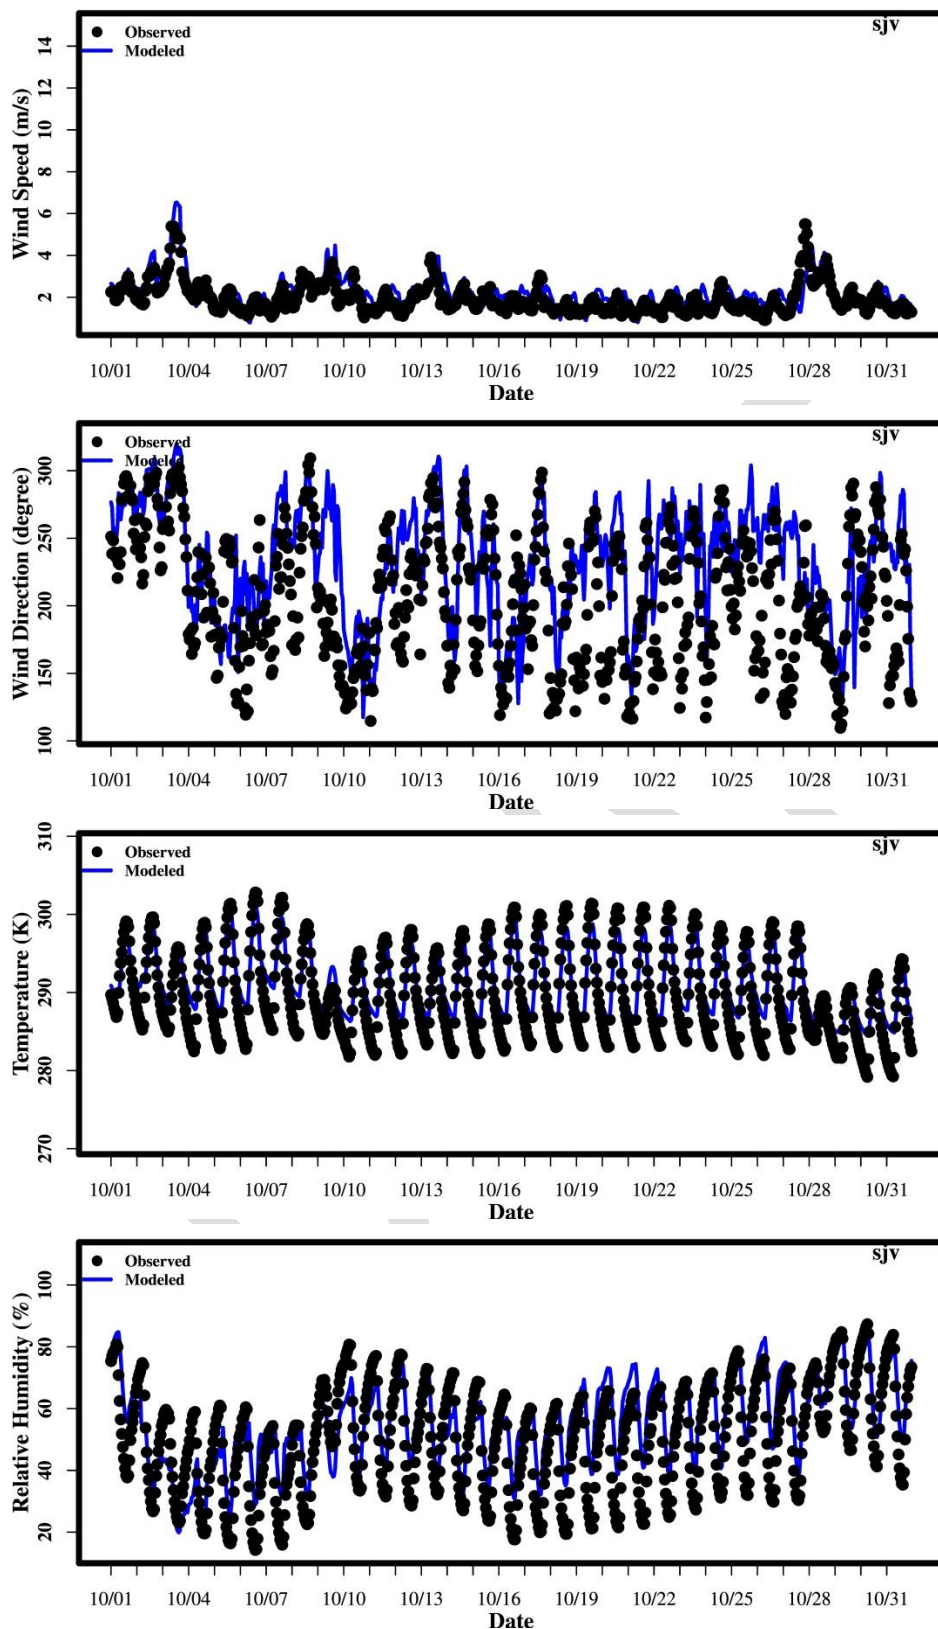 sjv
Observed
Modeled
Wind Speed (m/s)
14
12
10
8
6
4
2
10/01 10/04 10/07 10/10 10/13 10/16 10/19 10/22 10/25 10/28 10/31
Date
sjv
Observed
Modeled
Wind Direction (degree)
300
250
200
150
100
10/01 10/04 10/07 10/10 10/13 10/16 10/19 10/22 10/25 10/28 10/31
Date
sjv
Observed
Modeled
Temperature (K)
310
300
290
280
270
10/01 10/04 10/07 10/10 10/13 10/16 10/19 10/22 10/25 10/28 10/31
Date
sjv
Observed
Modeled
Relative Humidity (%)
100
80
60
40
20
10/01 10/04 10/07 10/10 10/13 10/16 10/19 10/22 10/25 10/28 10/31
Date